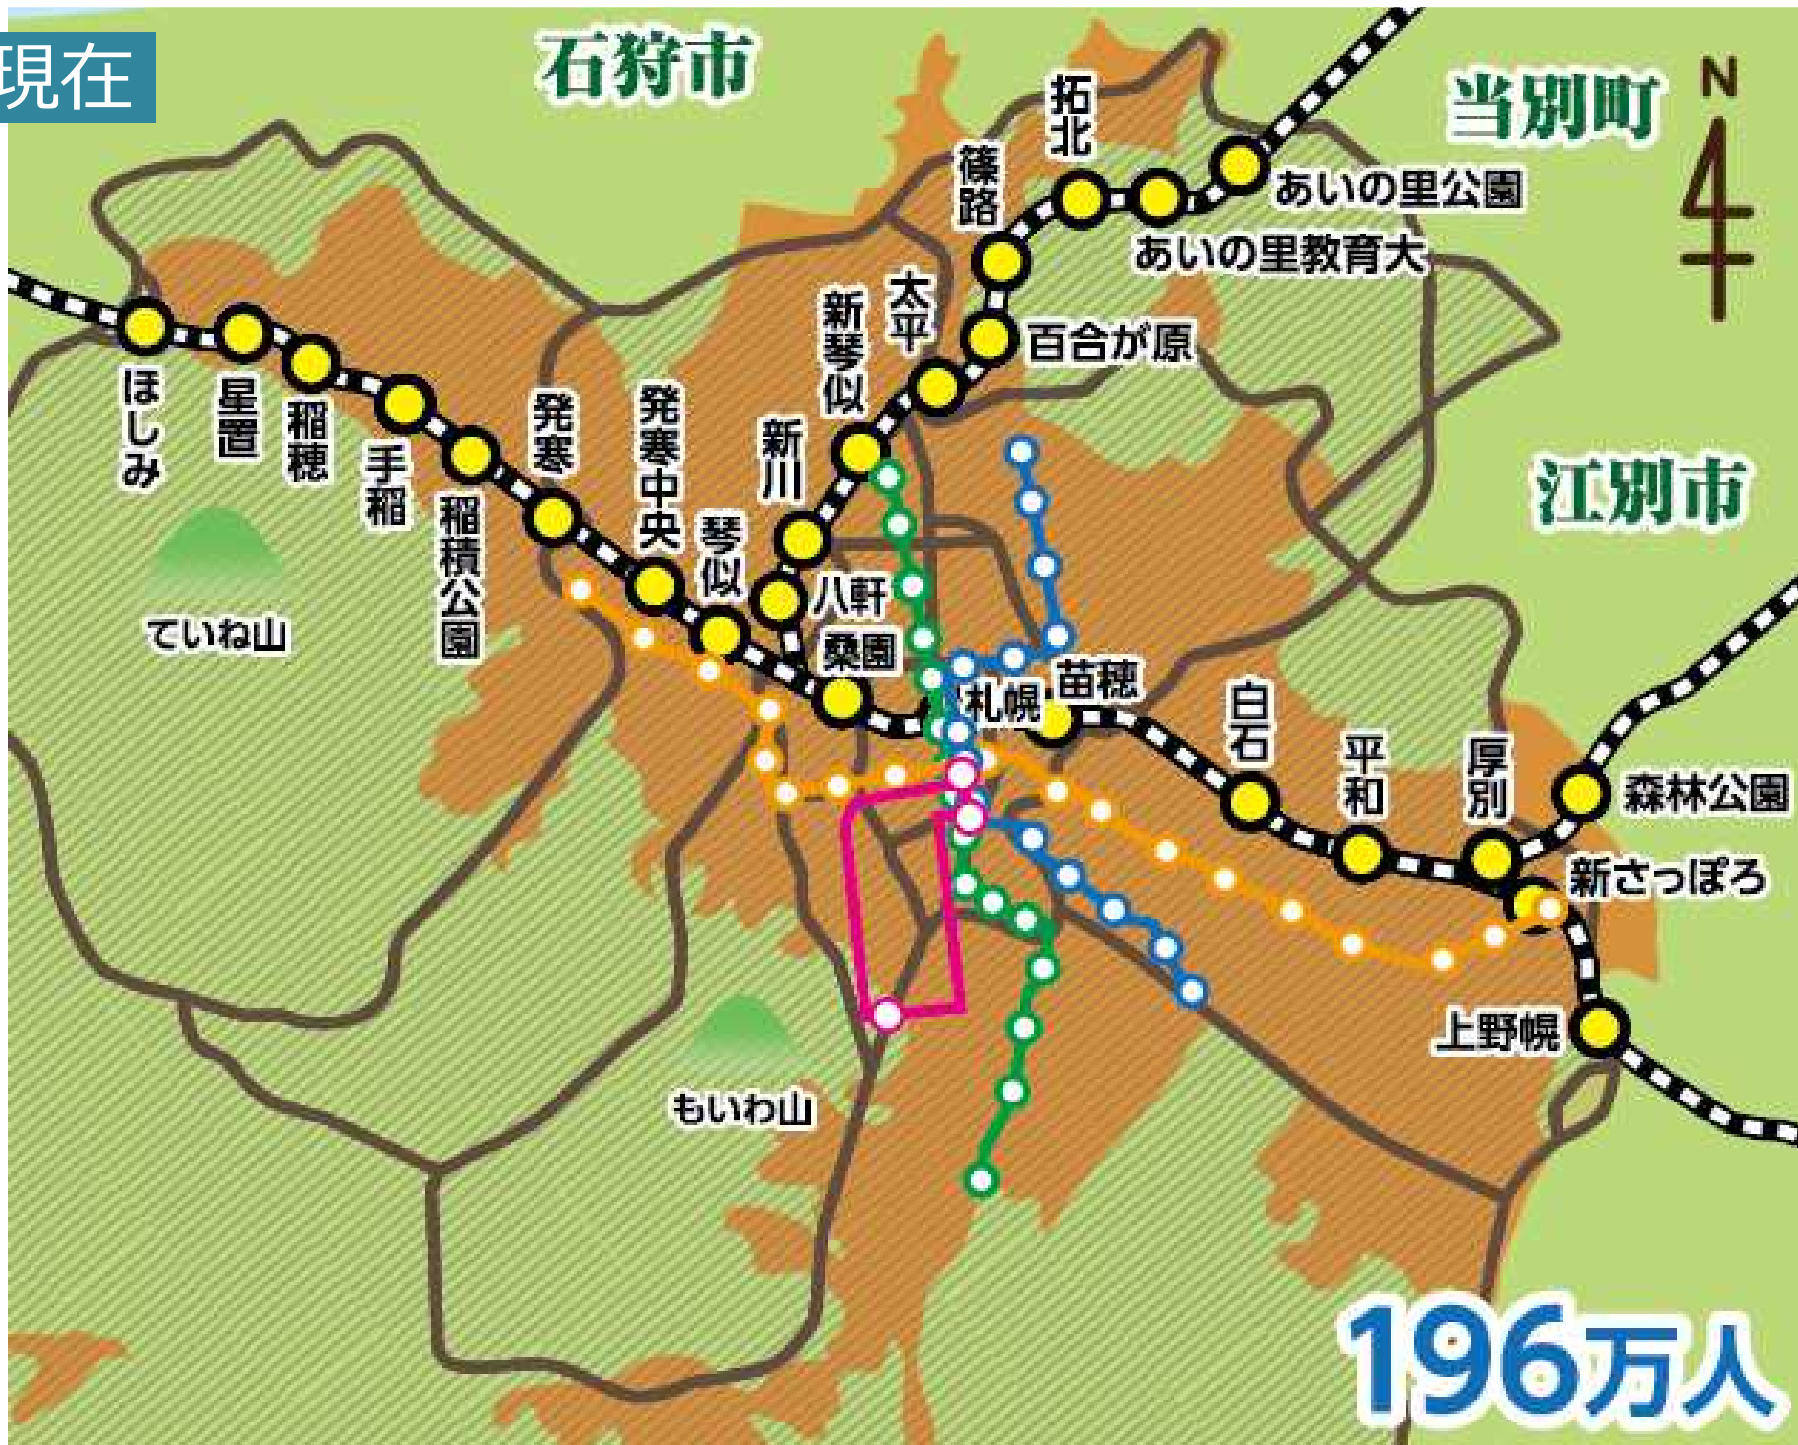 現在
石狩市
当別町
N
拓北
篠路
あいの里公園
あいの里教育大
太平
新琴似
百合が原
ほしみ
星置
稲穂
手稲
稲積公園
発寒
発寒中央
琴似
新川
八軒
桑園
札幌
苗穂
白石
平和
厚別
森林公園
新さっぽろ
上野幌
江別市
ていね山
もいわ山
196万人